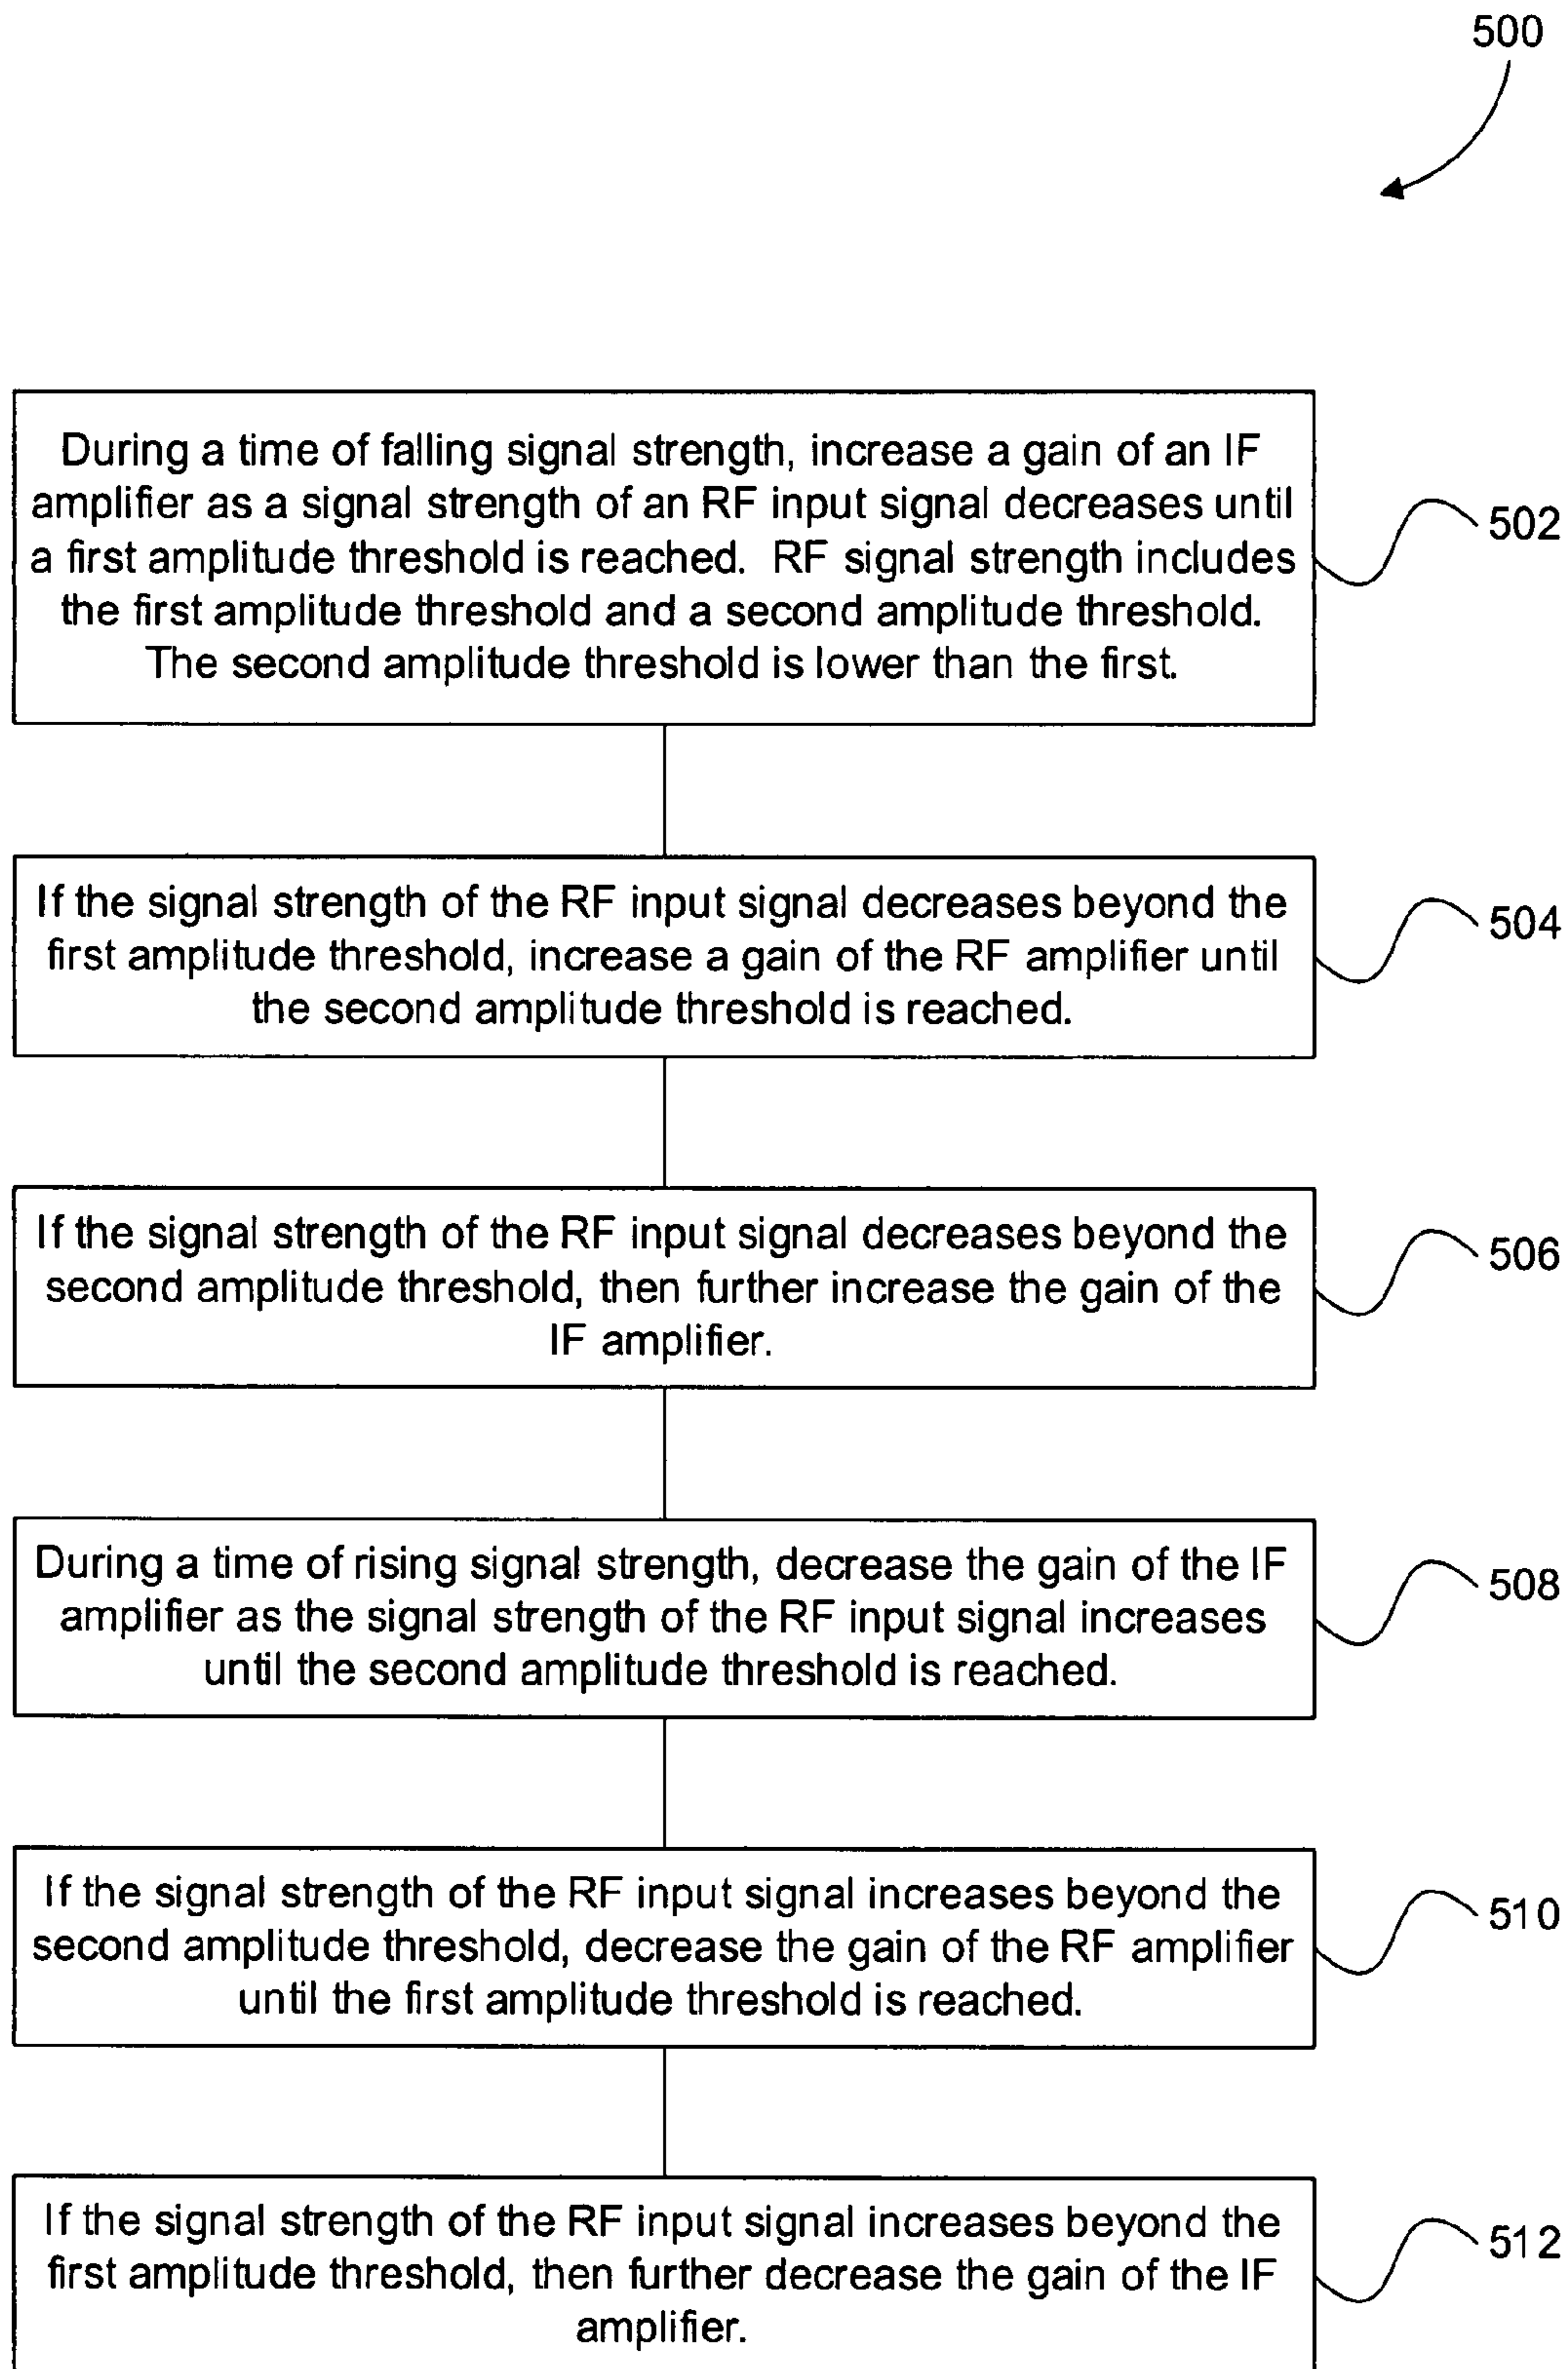 500
During a time of falling signal strength, increase a gain of an IF
amplifier as a signal strength of an RF input signal decreases until
a first amplitude threshold is reached.  RF signal strength includes
the first amplitude threshold and a second amplitude threshold.
The second amplitude threshold is lower than the first.
502
If the signal strength of the RF input signal decreases beyond the
first amplitude threshold, increase a gain of the RF amplifier until
the second amplitude threshold is reached.
504
If the signal strength of the RF input signal decreases beyond the
second amplitude threshold, then further increase the gain of the
IF amplifier.
506
During a time of rising signal strength, decrease the gain of the IF
amplifier as the signal strength of the RF input signal increases
until the second amplitude threshold is reached.
508
If the signal strength of the RF input signal increases beyond the
second amplitude threshold, decrease the gain of the RF amplifier
until the first amplitude threshold is reached.
510
If the signal strength of the RF input signal increases beyond the
first amplitude threshold, then further decrease the gain of the IF
amplifier.
512